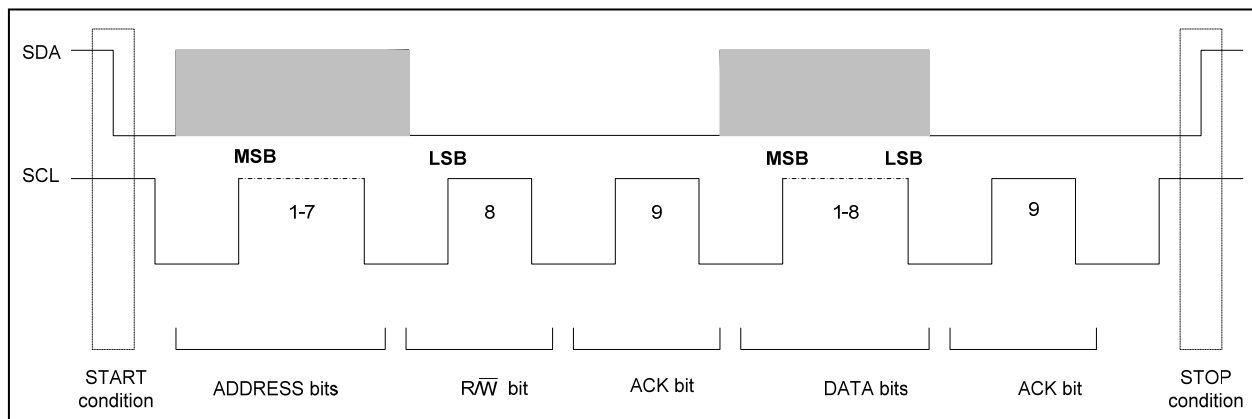 SDA
MSB
LSB
MSB
LSB
SCL
1-7
8
9
1-8
9
START
condition
ADDRESS bits
R/W̅ bit
ACK bit
DATA bits
ACK bit
STOP
condition